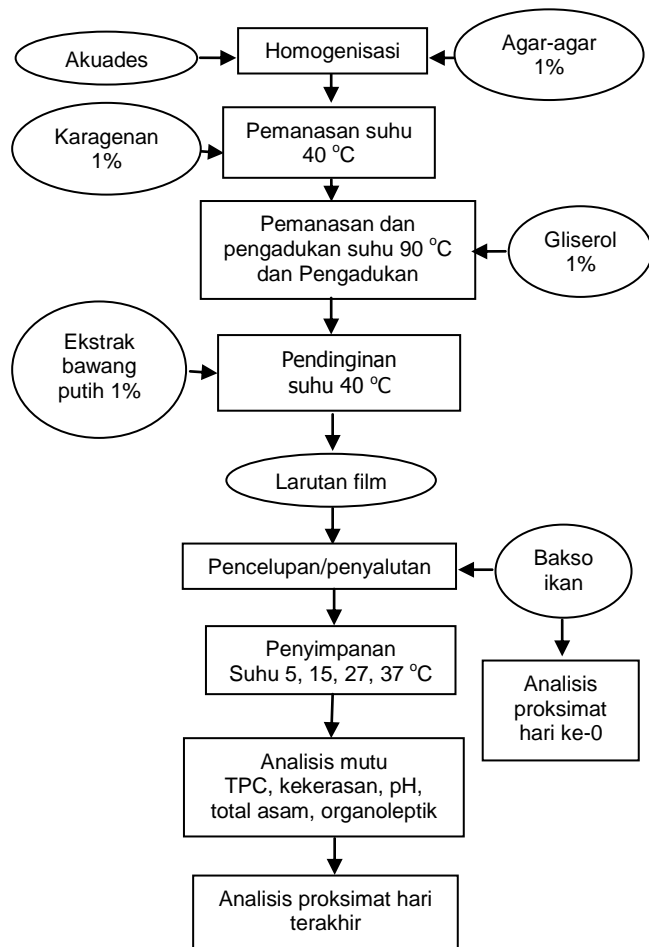 Akuades
Homogenisasi
Agar-agar
1%
Karagenan
1%
Pemanasan suhu
40 °C
Pemanasan dan
pengadukan suhu 90 °C
dan Pengadukan
Gliserol
1%
Ekstrak
bawang
putih 1%
Pendinginan
suhu 40 °C
Larutan film
Pencelupan/penyalutan
Bakso
ikan
Penyimpanan
Suhu 5, 15, 27, 37 °C
Analisis
proksimat
hari ke-0
Analisis mutu
TPC, kekerasan, pH,
total asam, organoleptik
Analisis proksimat hari
terakhir